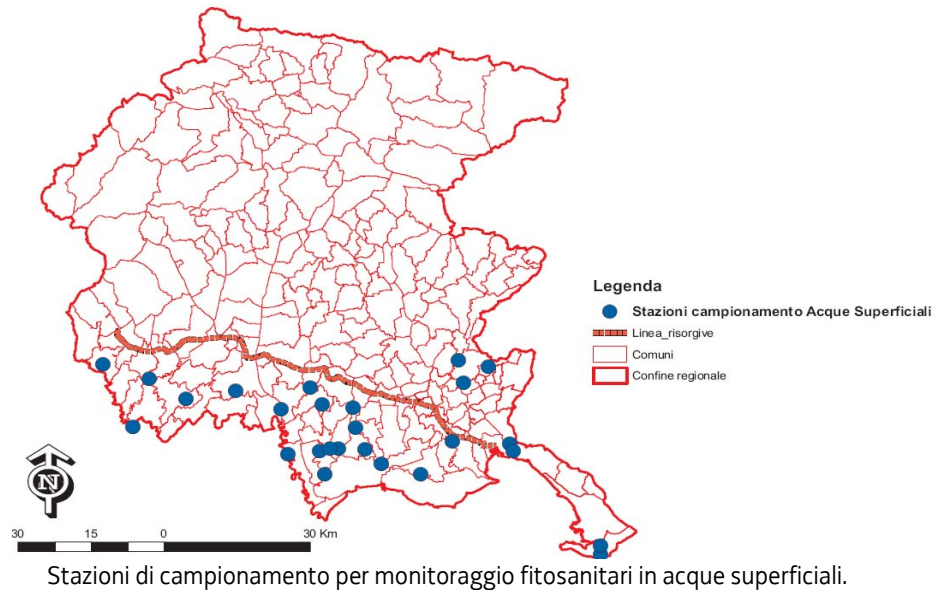 Legenda
Stazioni campionamento Acque Superficiali
Linea_risorgive
Comuni
Confine regionale
N
30 15 0 30 Km
Stazioni di campionamento per monitoraggio fitosanitari in acque superficiali.